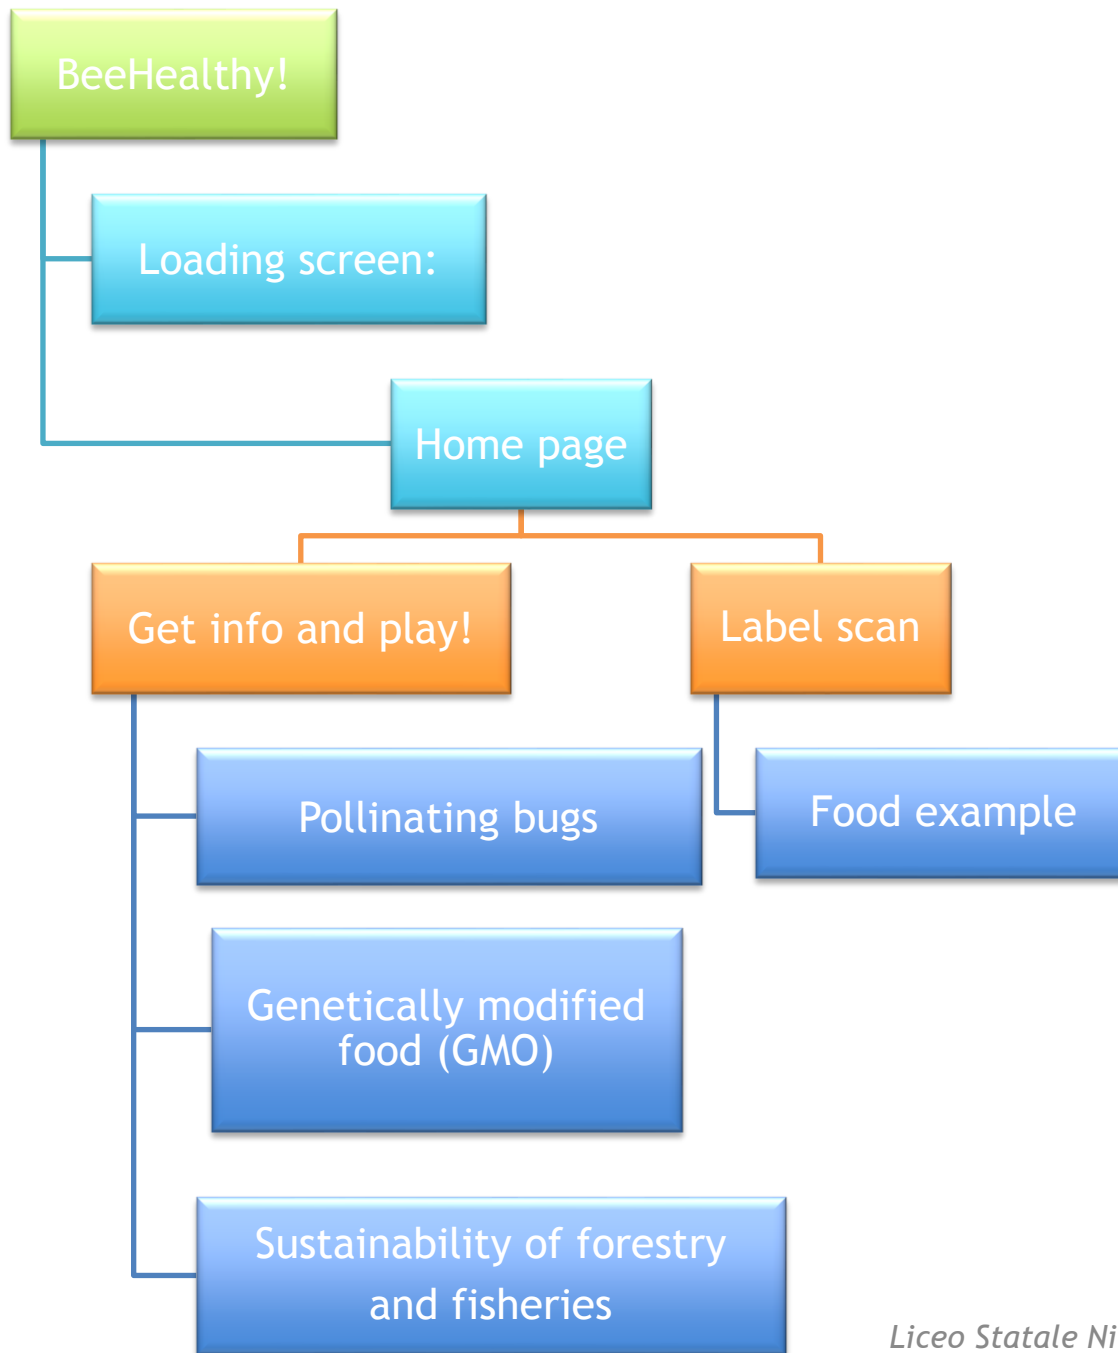 BeeHealthy!
Loading screen:
Home page
Get info and play!
Label scan
Pollinating bugs
Food example
Genetically modified
food (GMO)
Sustainability of forestry
and fisheries
Liceo Statale Ni